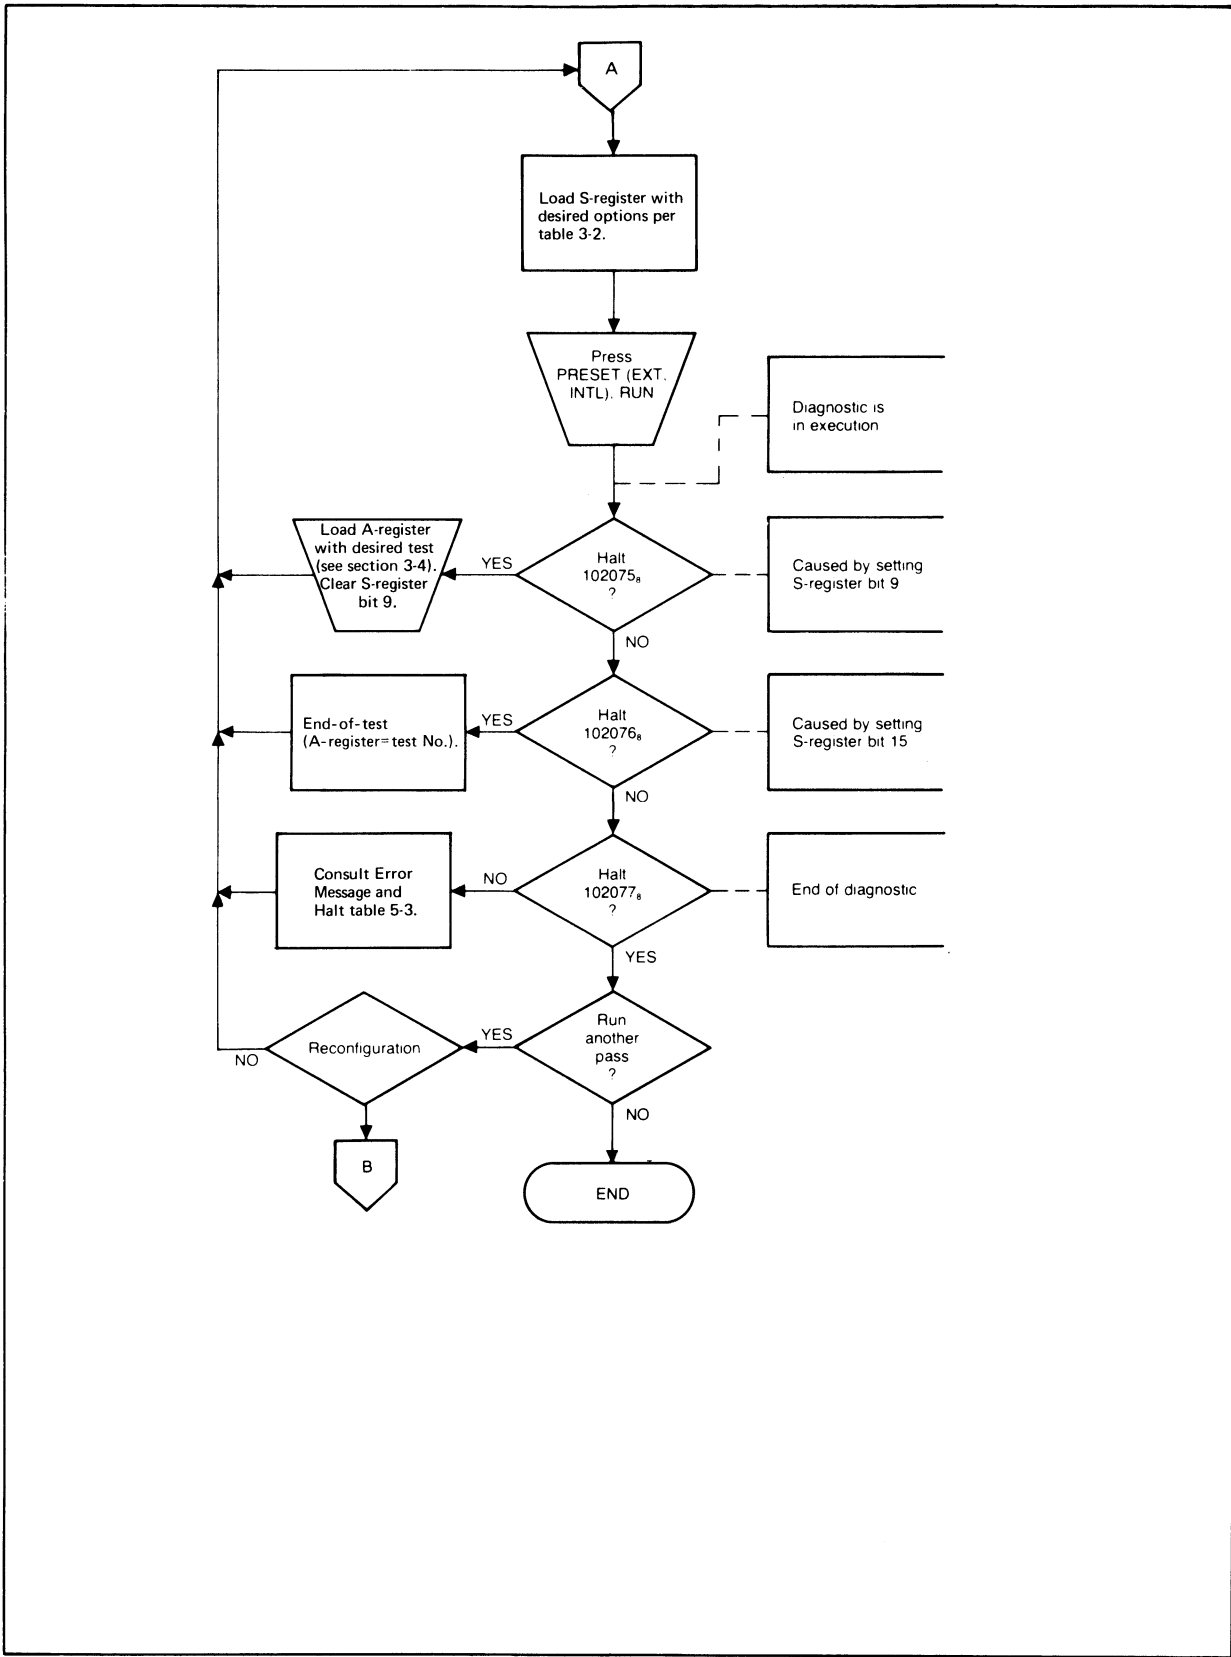 A
Load S-register with
desired options per
table 3-2.
Press
PRESET (EXT.
INTL). RUN
Diagnostic is
in execution
Load A-register
with desired test
(see section 3-4).
Clear S-register
bit 9.
YES
Halt
102075₈
?
Caused by setting
S-register bit 9
NO
End-of-test
(A-register=test No.).
YES
Halt
102076₈
?
Caused by setting
S-register bit 15
NO
Consult Error
Message and
Halt table 5-3.
NO
Halt
102077₈
?
End of diagnostic
YES
NO
Reconfiguration
YES
Run
another
pass
?
NO
B
END